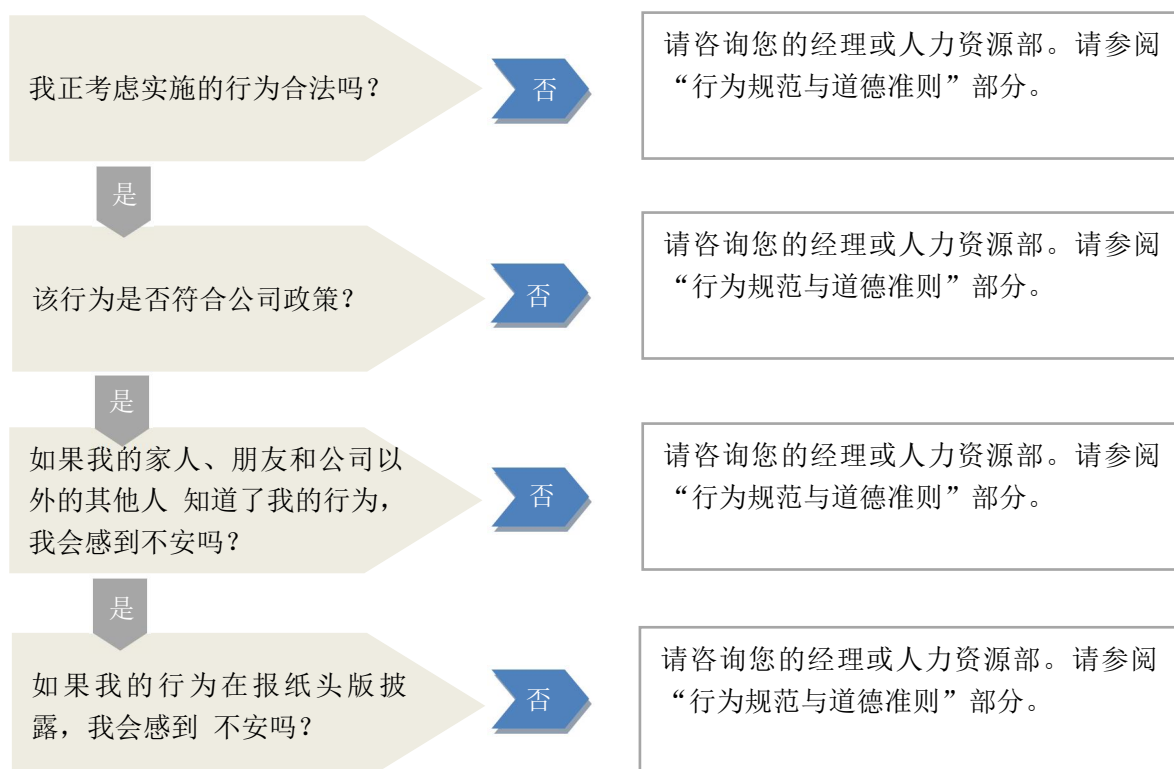 我正考虑实施的行为合法吗？
否
请咨询您的经理或人力资源部。请参阅
“行为规范与道德准则”部分。
是
该行为是否符合公司政策？
否
请咨询您的经理或人力资源部。请参阅
“行为规范与道德准则”部分。
是
如果我的家人、朋友和公司以
外的其他人 知道了我的行为，
我会感到不安吗？
否
请咨询您的经理或人力资源部。请参阅
“行为规范与道德准则”部分。
是
如果我的行为在报纸头版披
露，我会感到 不安吗？
否
请咨询您的经理或人力资源部。请参阅
“行为规范与道德准则”部分。